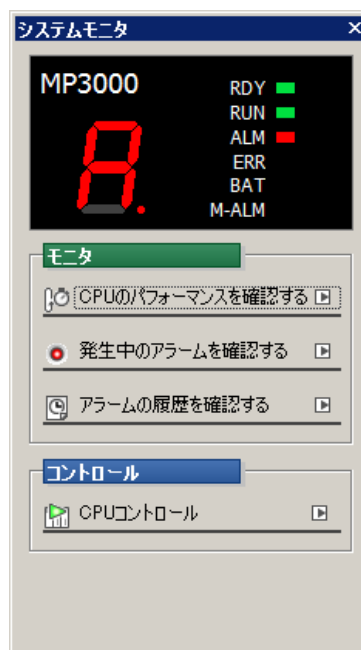 システムモニタ
MP3000
A.
RDY
RUN
ALM
ERR
BAT
M-ALM
モニタ
CPUのパフォーマンスを確認する
発生中のアラームを確認する
アラームの履歴を確認する
コントロール
CPUコントロール